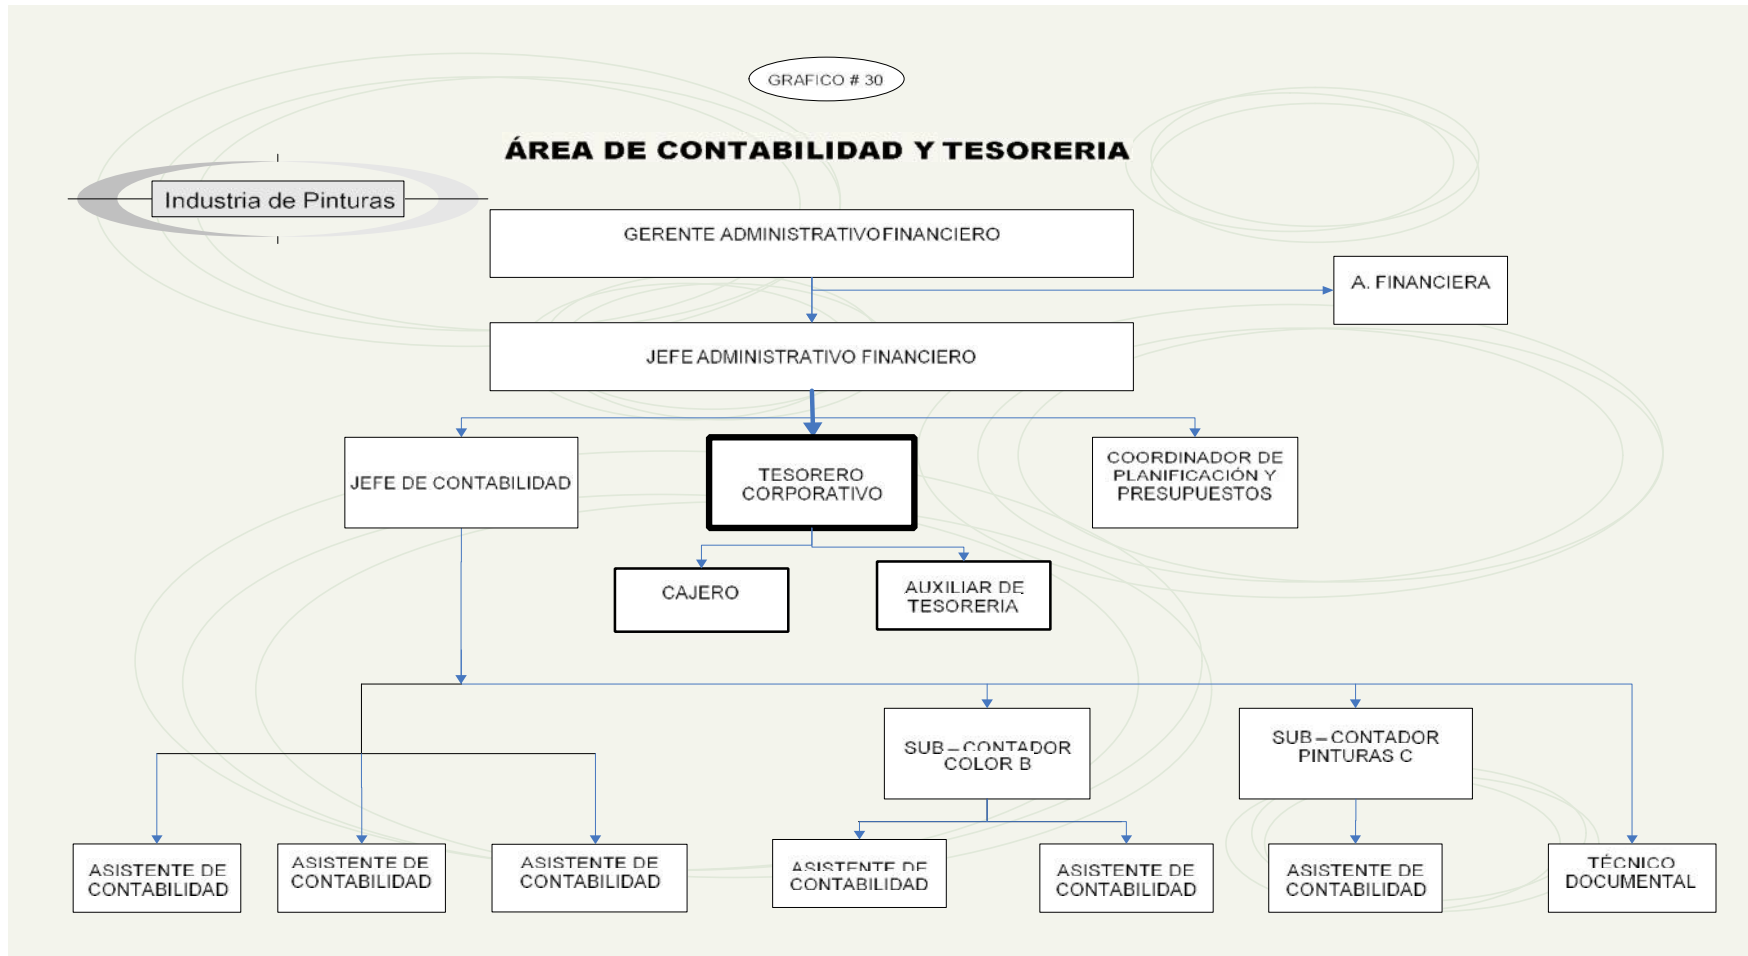 GRAFICO # 30
ÁREA DE CONTABILIDAD Y TESORERIA
Industria de Pinturas
GERENTE ADMINISTRATIVO FINANCIERO
A. FINANCIERA
JEFE ADMINISTRATIVO FINANCIERO
JEFE DE CONTABILIDAD
TESORERO
CORPORATIVO
COORDINADOR DE
PLANIFICACIÓN Y
PRESUPUESTOS
CAJERO
AUXILIAR DE
TESORERIA
SUB – CONTADOR
COLOR B
SUB – CONTADOR
PINTURAS C
ASISTENTE DE
CONTABILIDAD
ASISTENTE DE
CONTABILIDAD
ASISTENTE DE
CONTABILIDAD
ASISTENTE DE
CONTABILIDAD
ASISTENTE DE
CONTABILIDAD
ASISTENTE DE
CONTABILIDAD
TÉCNICO
DOCUMENTAL